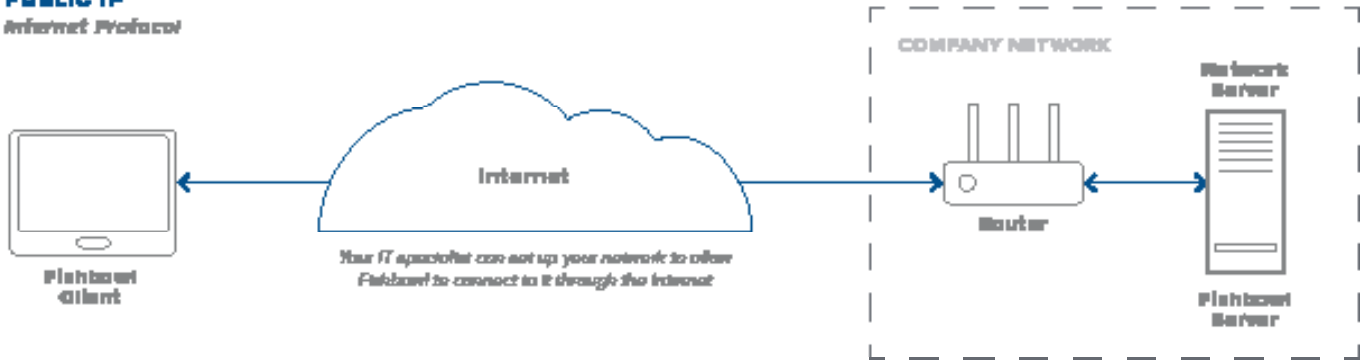 PUBLIC IP
Internet Protocol
COMPANY NETWORK
Network
Server
Internet
Router
Your IT specialist can set up your network to allow
Fishbowl to connect to it through the Internet
Fishbowl
Client
Fishbowl
Server